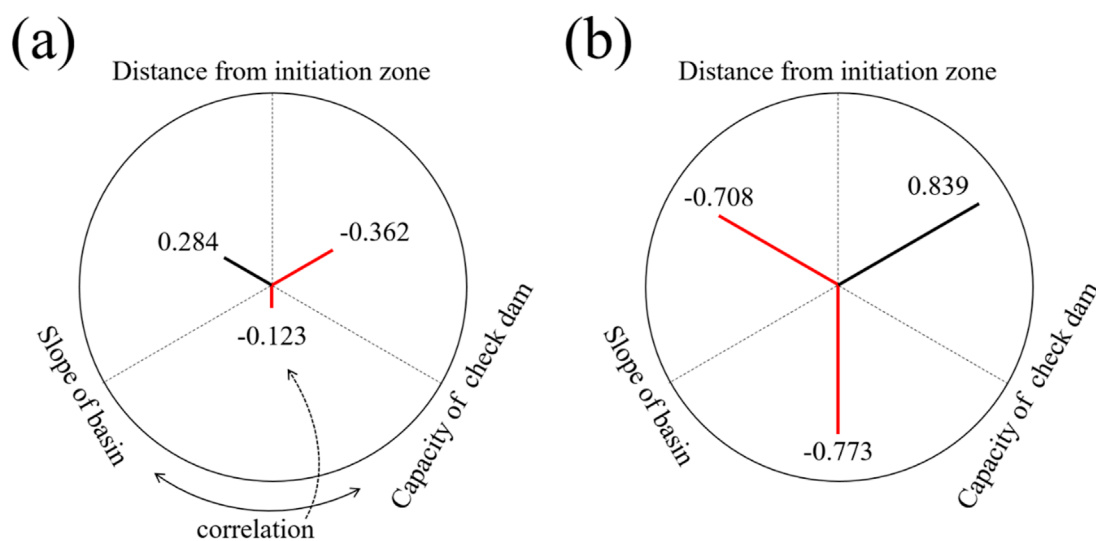 (a)
Distance from initiation zone
0.284
-0.362
-0.123
Slope of basin
Capacity of check dam
correlation
(b)
Distance from initiation zone
-0.708
0.839
-0.773
Slope of basin
Capacity of check dam